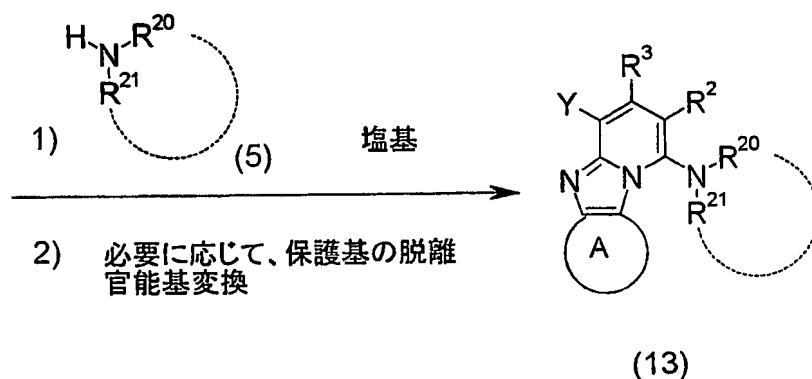 H
N
R20
R21
1)
(5)
塩基
2) 必要に応じて、保護基の脱離
官能基変換
R3
Y
R2
N
N
N
R20
R21
A
(13)